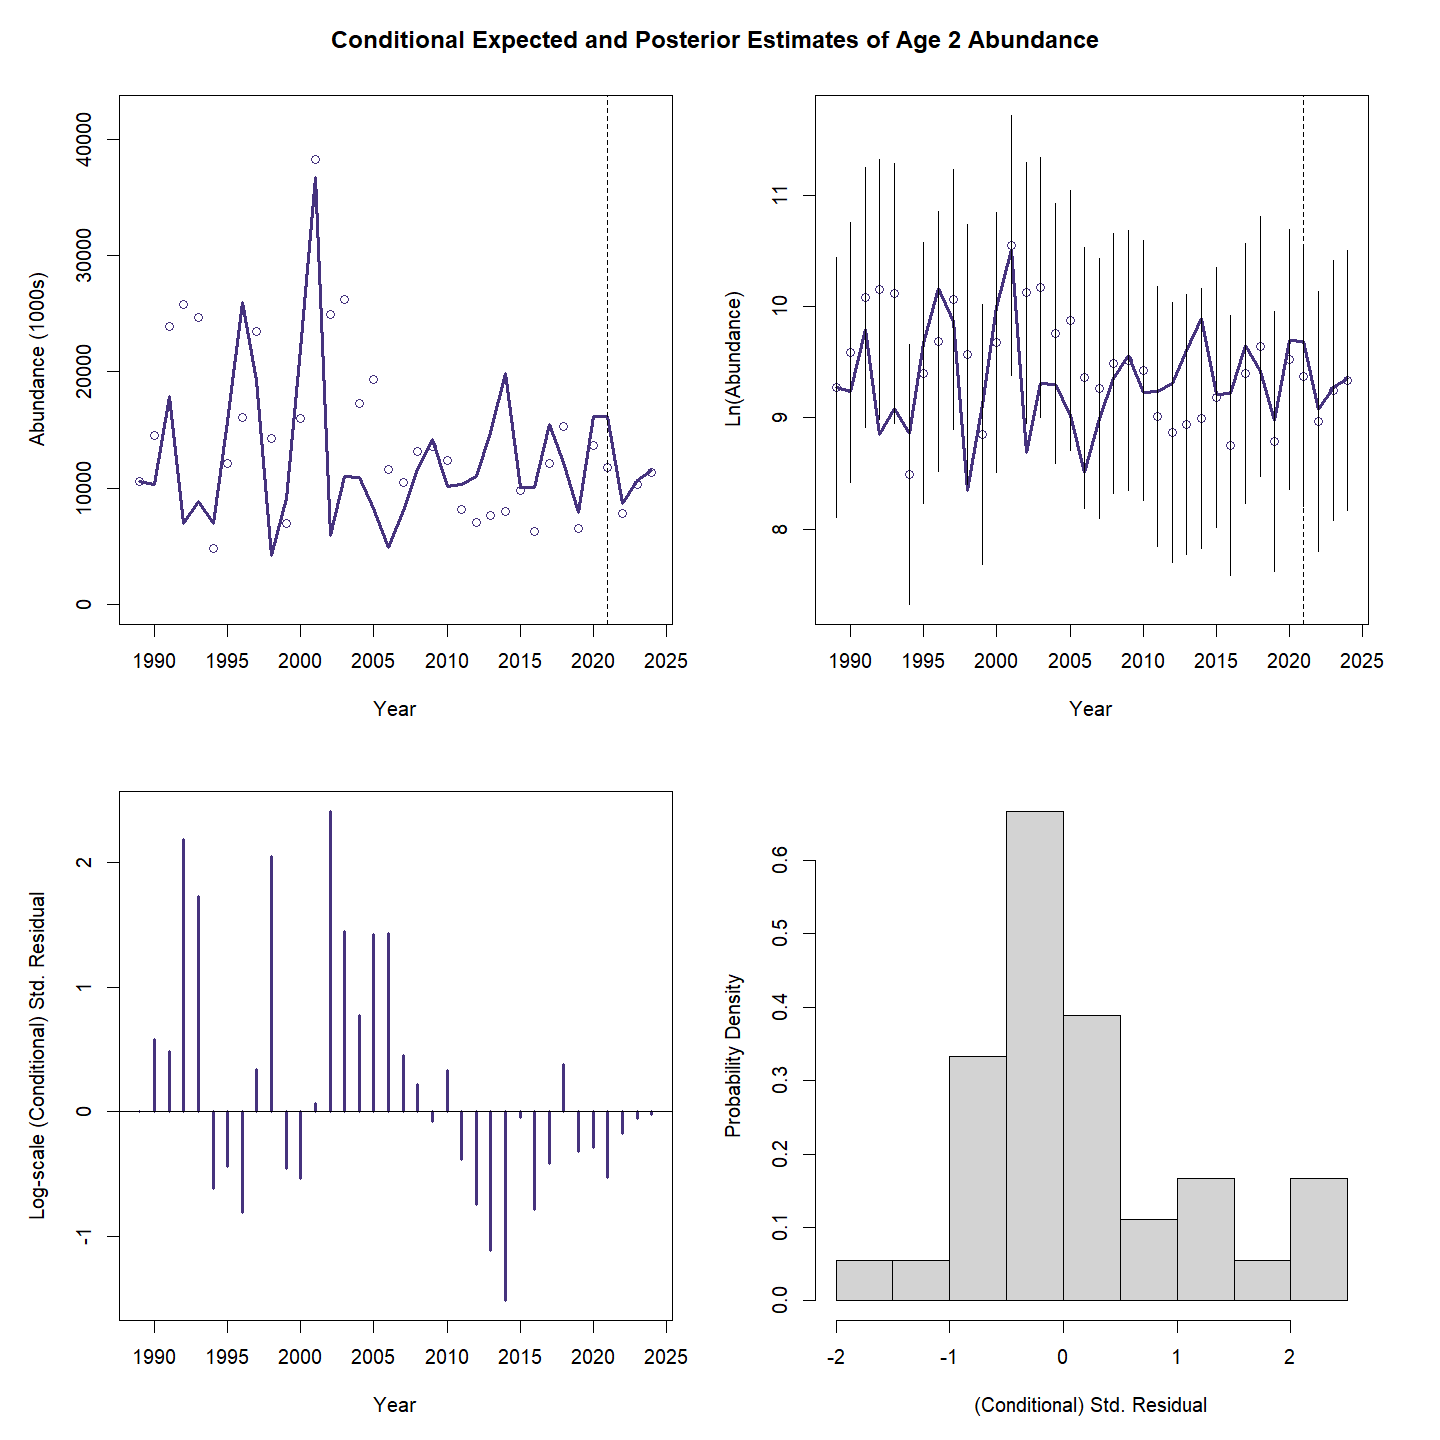 Conditional Expected and Posterior Estimates of Age 2 Abundance
Abundance (1000s)
40000
30000
20000
10000
0
1990 1995 2000 2005 2010 2015 2020 2025
Year
Ln(Abundance)
11
10
9
8
1990 1995 2000 2005 2010 2015 2020 2025
Year
Log-scale (Conditional) Std. Residual
2
1
0
-1
1990 1995 2000 2005 2010 2015 2020 2025
Year
Probability Density
0.6
0.5
0.4
0.3
0.2
0.1
0.0
-2 -1 0 1 2
(Conditional) Std. Residual